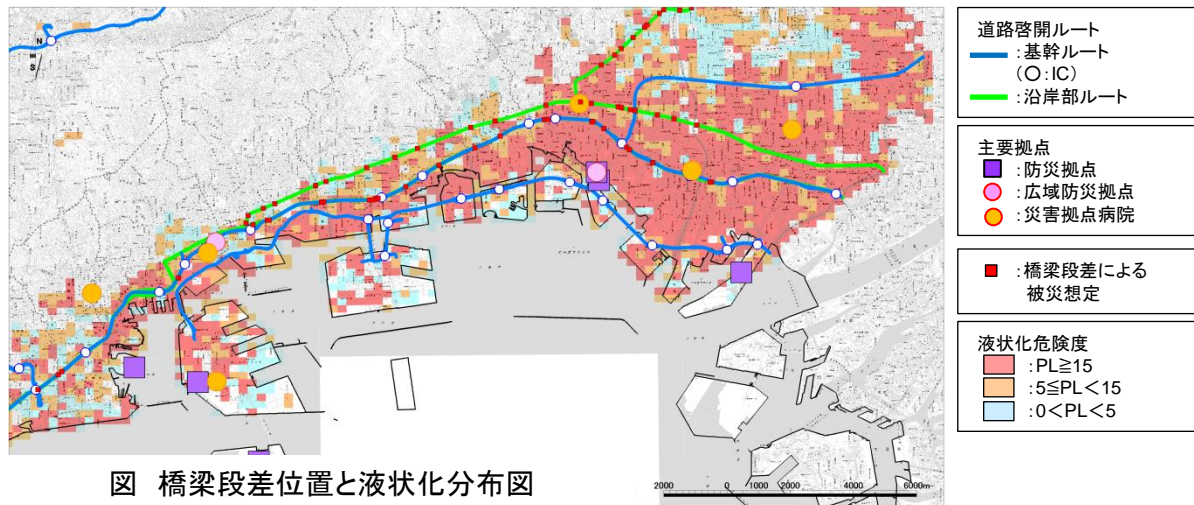 N
S
図 橋梁段差位置と液状化分布図
2000 1000 0 2000 4000 6000m
道路啓開ルート
:基幹ルート
(〇:IC)
:沿岸部ルート
主要拠点
:防災拠点
:広域防災拠点
:災害拠点病院
:橋梁段差による
被災想定
液状化危険度
:PL≧15
:5≦PL<15
:0<PL<5